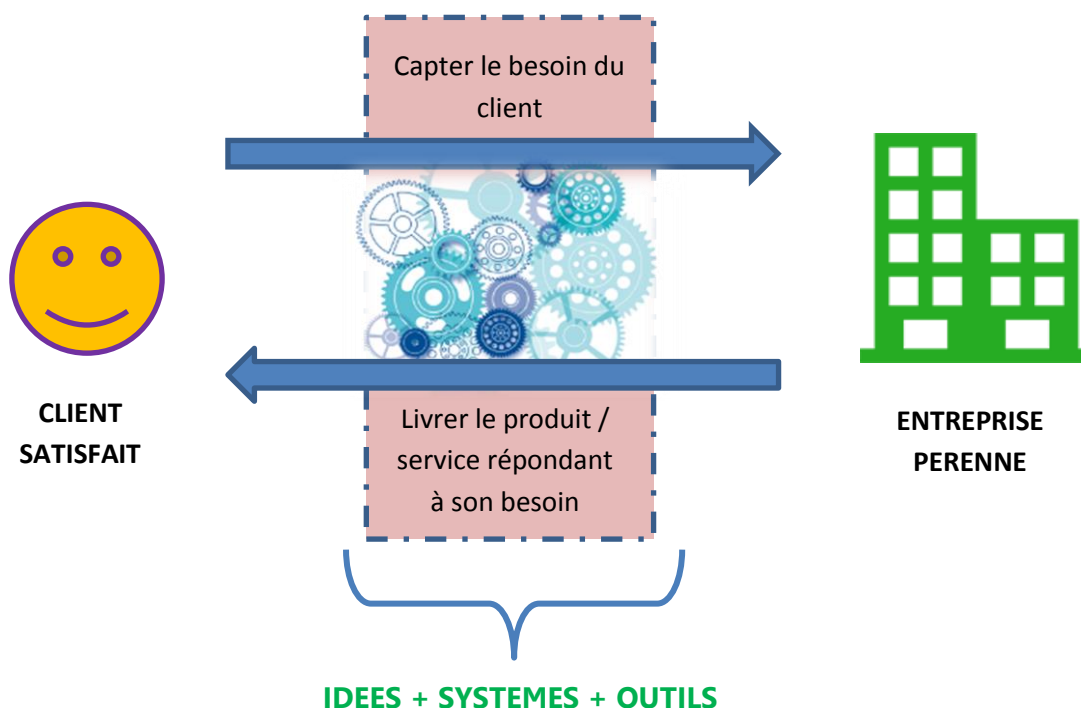 Capter le besoin du
client
CLIENT
SATISFAIT
ENTREPRISE
PERENNE
Livrer le produit /
service répondant
à son besoin
IDEES + SYSTEMES + OUTILS